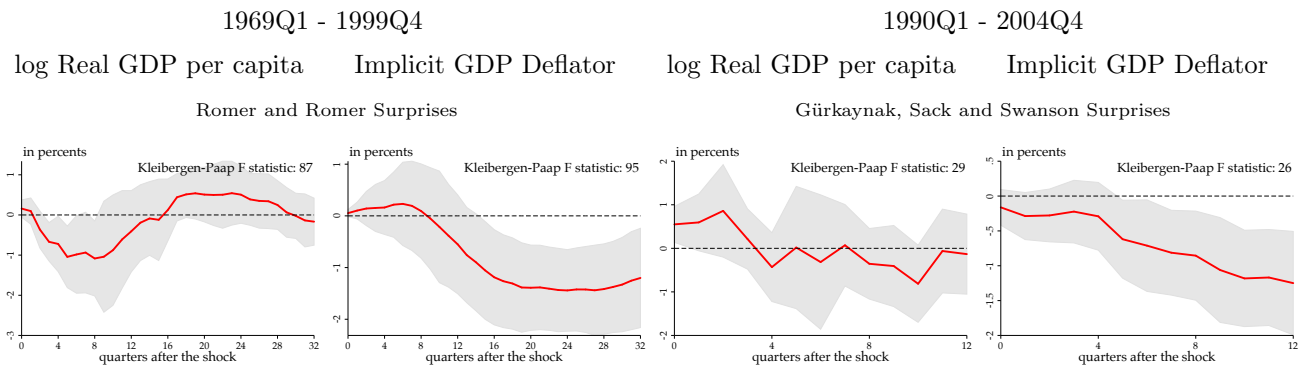 1969Q1 - 1999Q4
1990Q1 - 2004Q4
log Real GDP per capita
Implicit GDP Deflator
log Real GDP per capita
Implicit GDP Deflator
Romer and Romer Surprises
Gürkaynak, Sack and Swanson Surprises
in percents
Kleibergen-Paap F statistic: 87
1
0
-1
-2
-3
0 4 8 12 16 20 24 28 32
quarters after the shock
in percents
Kleibergen-Paap F statistic: 95
1
0
-1
-2
0 4 8 12 16 20 24 28 32
quarters after the shock
in percents
Kleibergen-Paap F statistic: 29
2
1
0
-1
-2
0 4 8 12
quarters after the shock
in percents
Kleibergen-Paap F statistic: 26
.5
0
-.5
-1
-1.5
-2
0 4 8 12
quarters after the shock